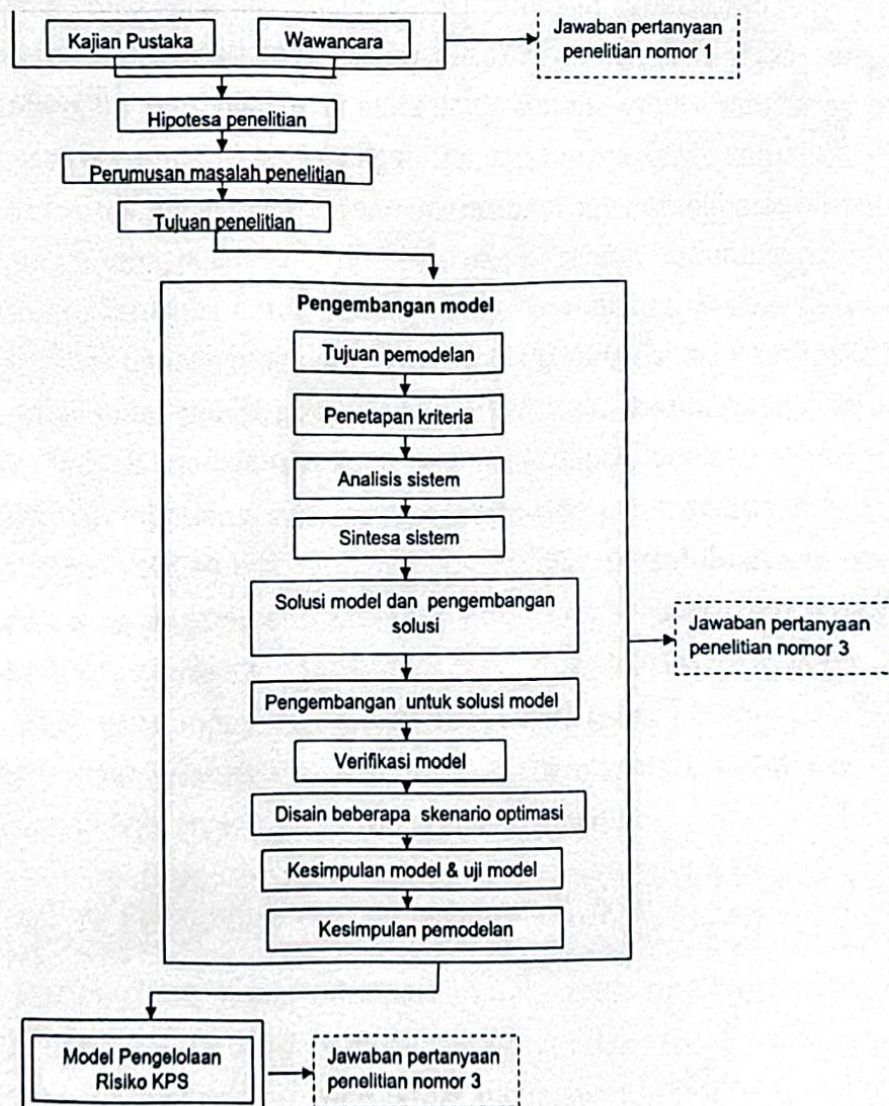 Kajian Pustaka
Wawancara
Jawaban pertanyaan
penelitian nomor 1
Hipotesa penelitian
Perumusan masalah penelitian
Tujuan penelitian
Pengembangan model
Tujuan pemodelan
Penetapan kriteria
Analisis sistem
Sintesa sistem
Solusi model dan pengembangan
solusi
Jawaban pertanyaan
penelitian nomor 3
Pengembangan untuk solusi model
Verifikasi model
Disain beberapa skenario optimasi
Kesimpulan model & uji model
Kesimpulan pemodelan
Model Pengelolaan
Risiko KPS
Jawaban pertanyaan
penelitian nomor 3